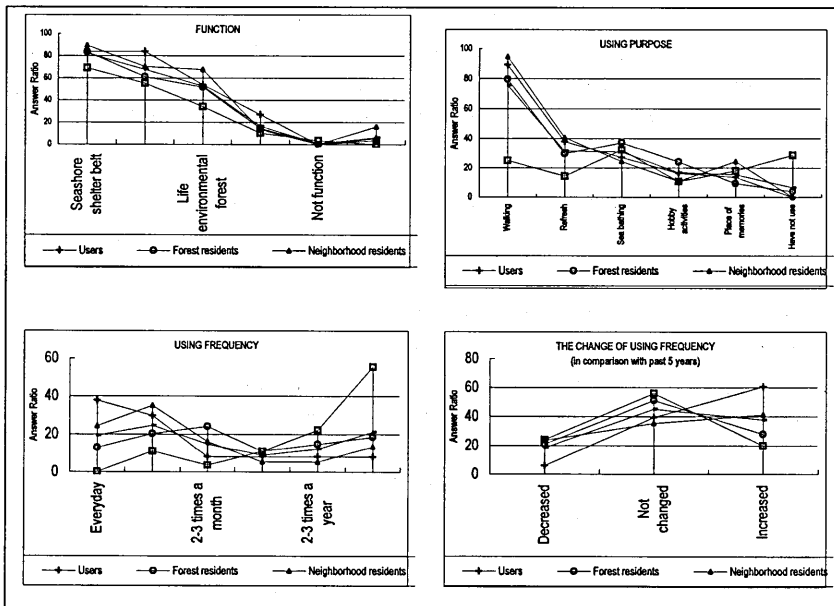 FUNCTION
Answer Ratio
100
80
60
40
20
0
Seashore
shelter belt
Life
environmental
forest
Not function
Users
Forest residents
Neighborhood residents
USING PURPOSE
Answer Ratio
100
80
60
40
20
0
Walking
Refresh
Sea bathing
Hobby
activities
Place of
memories
Have not use
Users
Forest residents
Neighborhood residents
USING FREQUENCY
Answer Ratio
60
40
20
0
Everyday
2-3 times a
month
2-3 times a
year
Users
Forest residents
Neighborhood residents
THE CHANGE OF USING FREQUENCY
(in comparison with past 5 years)
Answer Ratio
80
60
40
20
0
Decreased
Not
changed
Increased
Users
Forest residents
Neighborhood residents